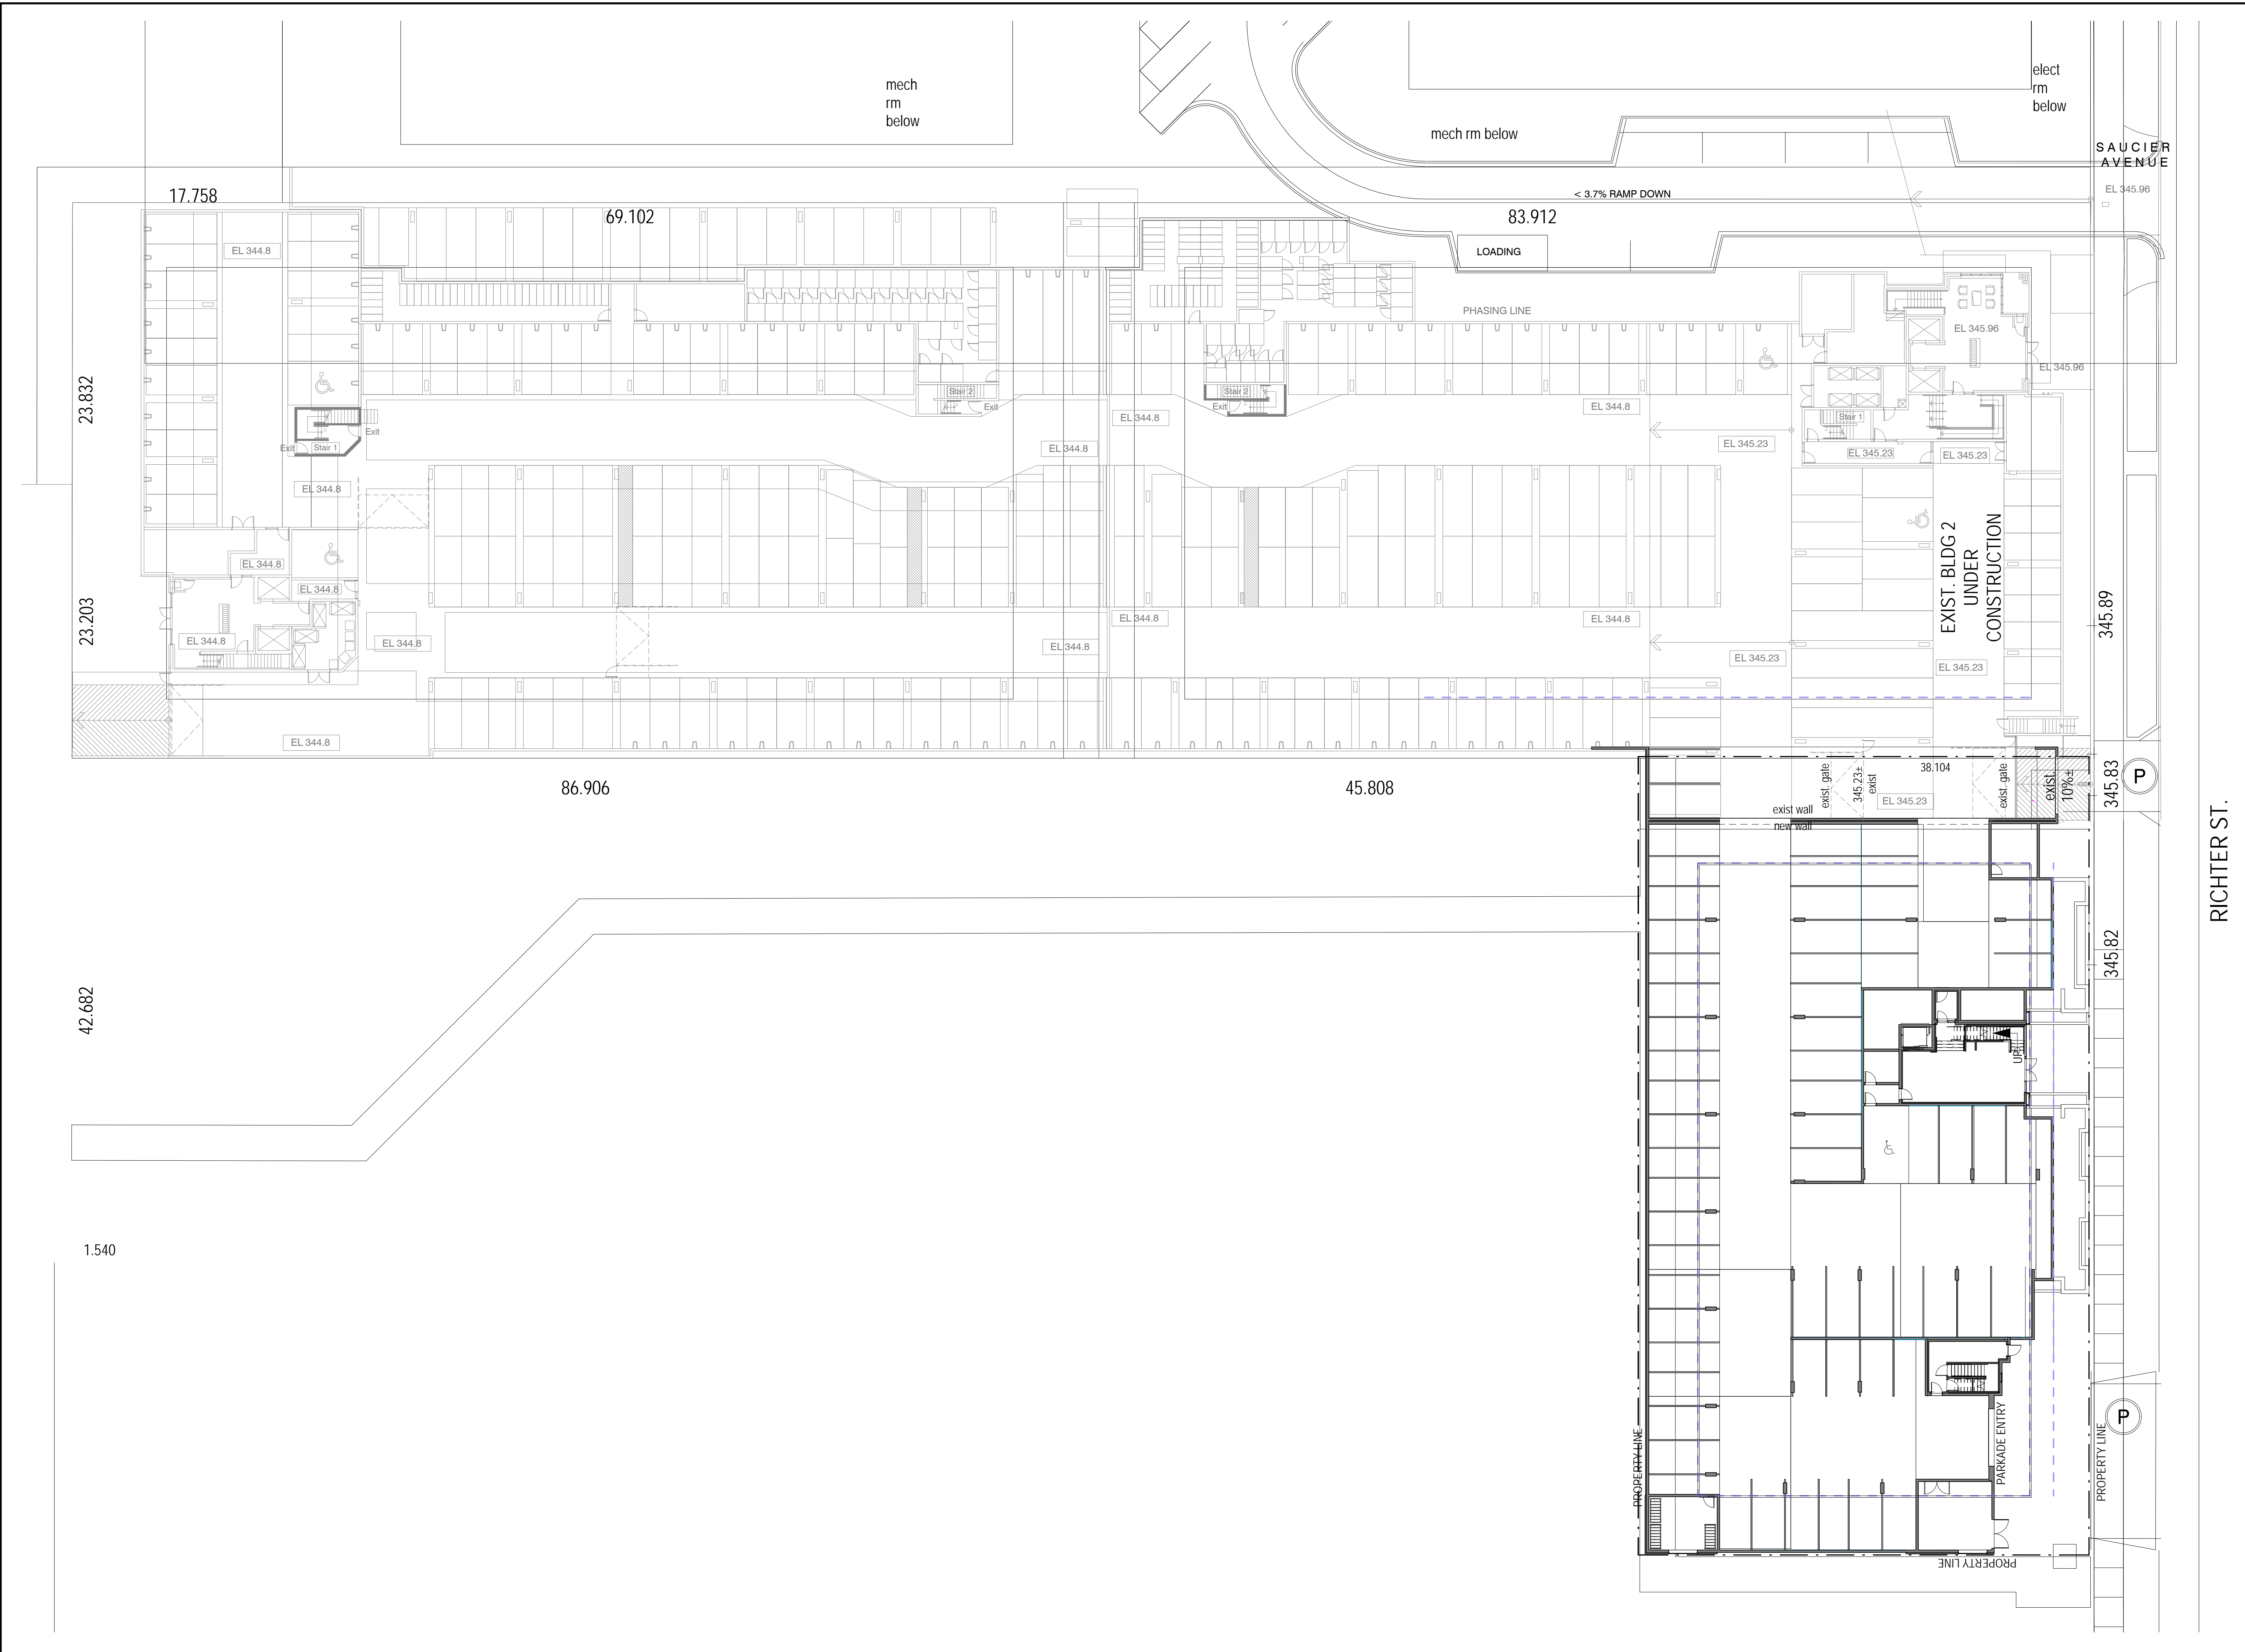 mech
rm
below
elect
rm
below
mech rm below
SAUCIER
AVENUE
EL 345.96
17.758
69.102
83.912
< 3.7% RAMP DOWN
LOADING
EL 344.8
PHASING LINE
EL 345.96
EL 345.96
23.832
Stair 2
Exit
Stair 2
Exit
EL 344.8
EL 344.8
Stair 1
Exit
Exit
Stair 1
EL 344.8
EL 345.23
EL 345.23
EL 345.23
EL 344.8
EXIST. BLDG 2
UNDER
CONSTRUCTION
EL 344.8
EL 344.8
23.203
EL 344.8
EL 344.8
EL 344.8
EL 344.8
EL 344.8
345.89
EL 345.23
EL 345.23
EL 344.8
86.906
45.808
38.104
exist. gate
345.23±
exist
exist. gate
exist.
10%±
345.83
P
EL 345.23
exist wall
new wall
RICHTER ST.
345.82
42.682
UP
1.540
PROPERTY LINE
PARKADE ENTRY
PROPERTY LINE
P
PROPERTY LINE